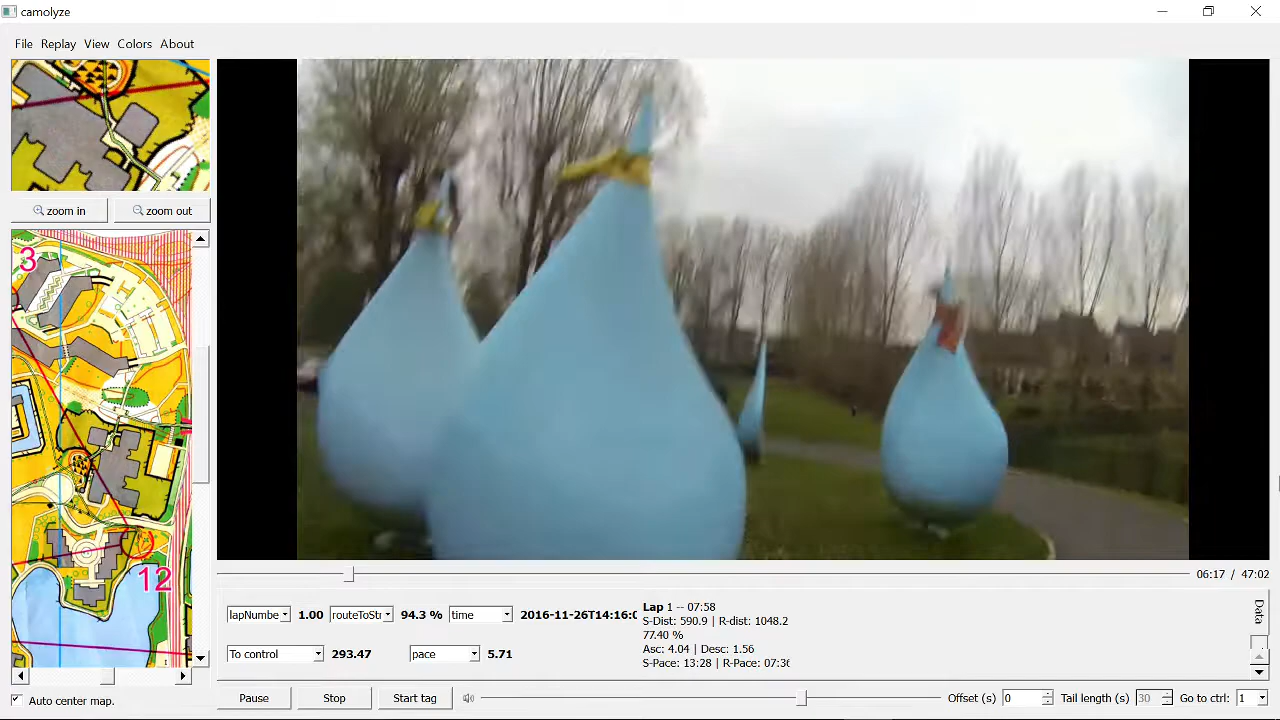 camolyze
File Replay View Colors About
zoom in zoom out
3
12
06:17 / 47:02
lapNumbe 1.00 routeToStr 94.3 % time 2016-11-26T14:16:0
To control 293.47 pace 5.71
Lap 1 -- 07:58
S-Dist: 590.9 | R-dist: 1048.2
77.40 %
Asc: 4.04 | Desc: 1.56
S-Pace: 13:28 | R-Pace: 07:36
Data
Auto center map.
Pause Stop Start tag Offset (s) 0 Tail length (s) 30 Go to ctrl: 1